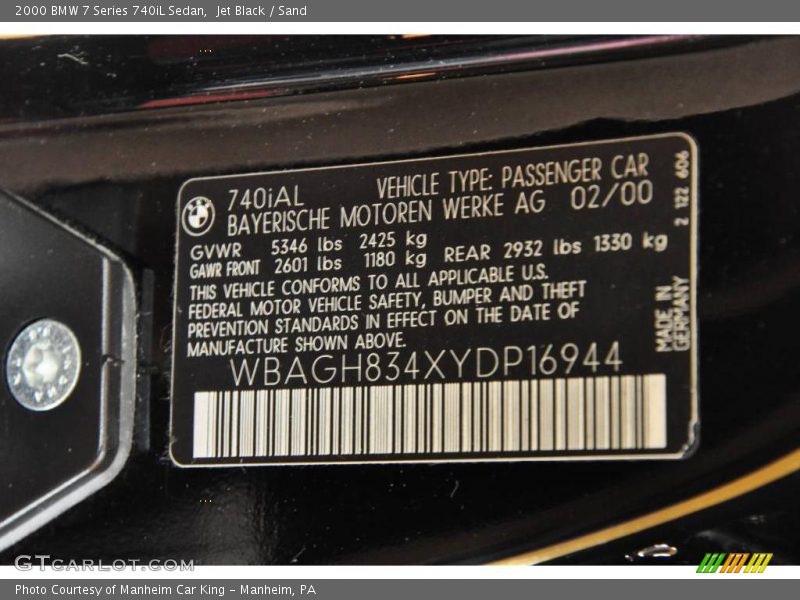 2000 BMW 7 Series 740iL Sedan, Jet Black / Sand
740iAL VEHICLE TYPE: PASSENGER CAR
BAYERISCHE MOTOREN WERKE AG 02/00
GVWR 5346 lbs 2425 kg
GAWR FRONT 2601 lbs 1180 kg REAR 2932 lbs 1330 kg
THIS VEHICLE CONFORMS TO ALL APPLICABLE U.S.
FEDERAL MOTOR VEHICLE SAFETY, BUMPER AND THEFT
PREVENTION STANDARDS IN EFFECT ON THE DATE OF
MANUFACTURE SHOWN ABOVE.
WBAGH834XYDP16944
2 122 606
MADE IN
GERMANY
GTCARLOT.COM
Photo Courtesy of Manheim Car King - Manheim, PA